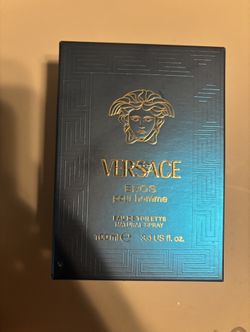 VERSACE
EROS
pour homme
EAU DE TOILETTE
NATURAL SPRAY
100 ml ℮ 3.4 US fl. oz.